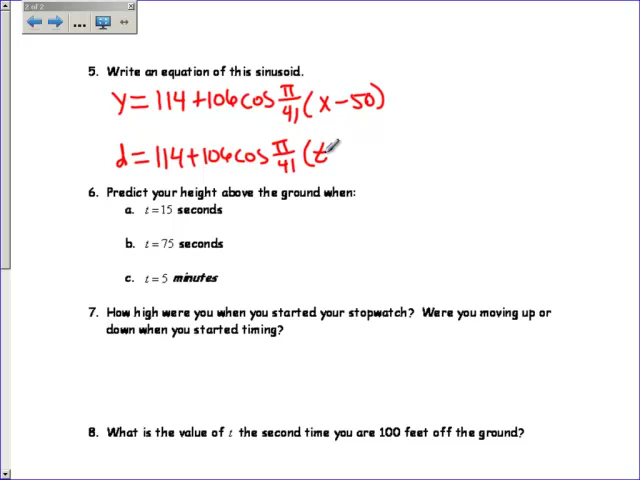 2 of 2
5. Write an equation of this sinusoid.
y = 114 + 106 cos π/41 (x - 50)
d = 114 + 106 cos π/41 (t
6. Predict your height above the ground when:
a. t = 15 seconds
b. t = 75 seconds
c. t = 5 minutes
7. How high were you when you started your stopwatch? Were you moving up or
down when you started timing?
8. What is the value of t the second time you are 100 feet off the ground?